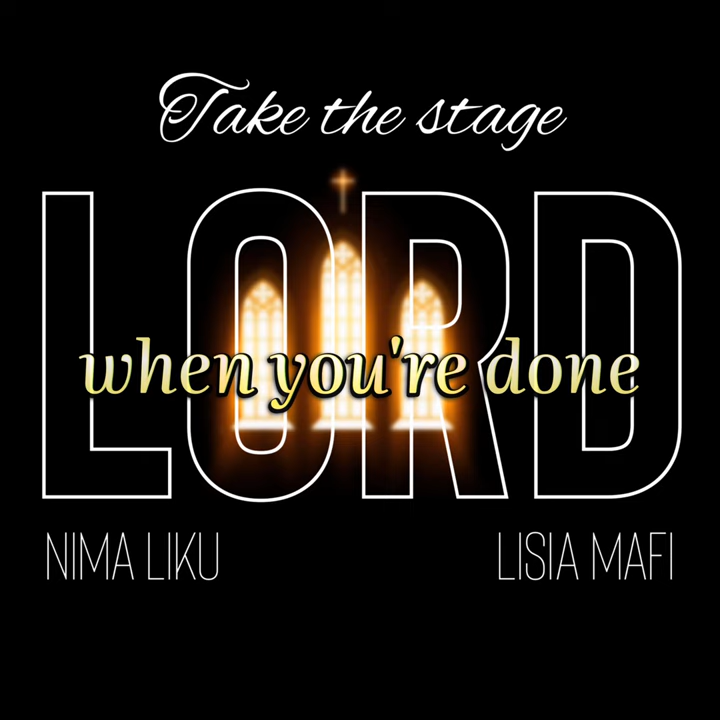 Take the stage
LORD
when you're done
NIMA LIKU
LISIA MAFI